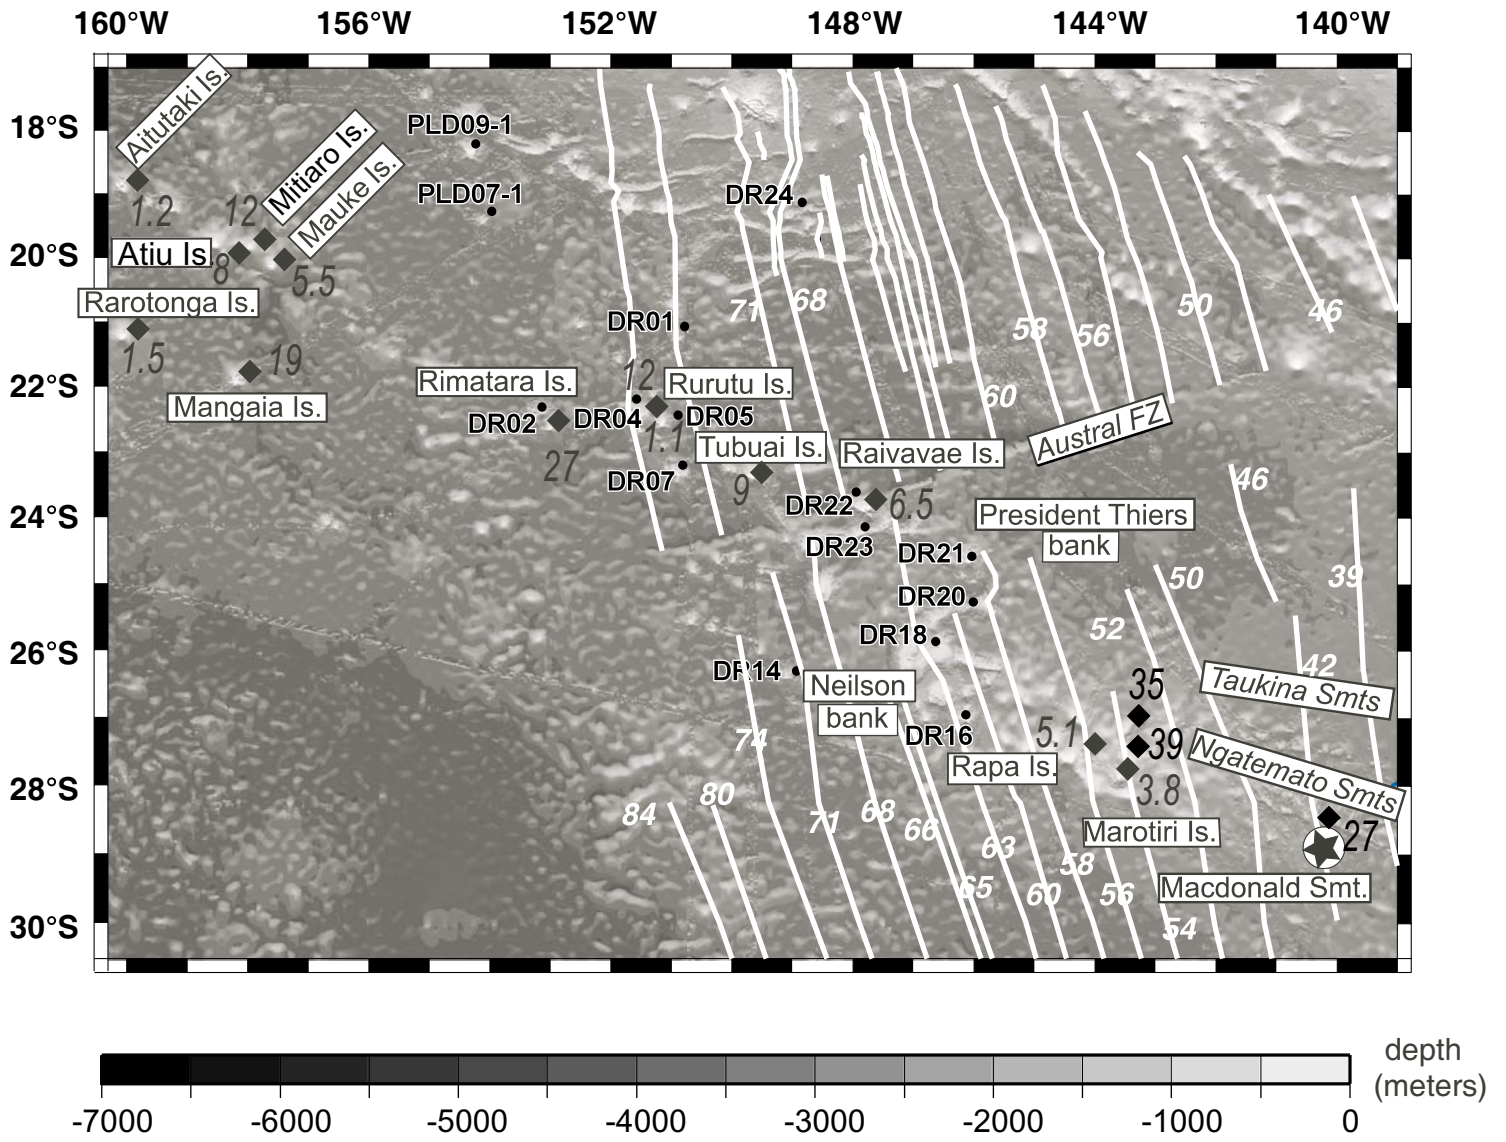 160°W 156°W 152°W 148°W 144°W 140°W
18°S
20°S
22°S
24°S
26°S
28°S
30°S
Aitutaki Is.
1.2
Mitiaro Is.
12
Mauke Is.
5.5
Atiu Is.
8
Rarotonga Is.
1.5
19
Mangaia Is.
PLD09-1
PLD07-1
DR24
71
68
58
56
50
46
60
DR01
Rimatara Is.
DR02
27
12
DR04
Rurutu Is.
DR05
1.1
DR07
Tubuai Is.
9
Raivavae Is.
6.5
DR22
DR23
Austral FZ
President Thiers
bank
DR21
DR20
DR18
DR14
DR16
Neilson
bank
Rapa Is.
46
50
39
52
42
Taukina Smts
35
5.1
39
3.8
Ngatemato Smts
27
Marotiri Is.
Macdonald Smt.
74
80
84
71
68
66
65
63
60
58
56
54
depth
(meters)
-7000 -6000 -5000 -4000 -3000 -2000 -1000 0